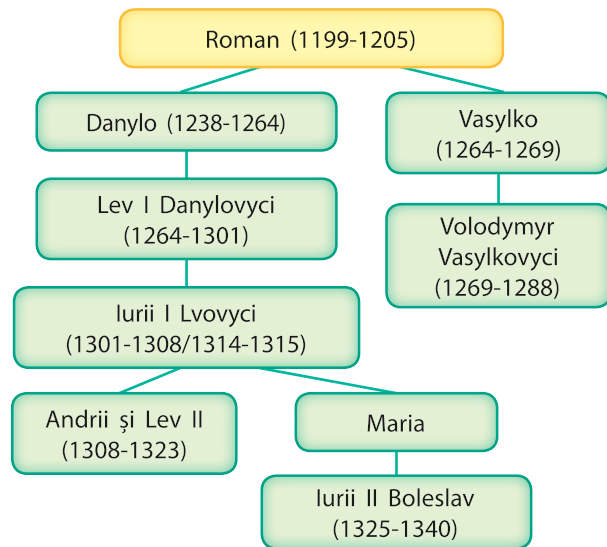 Roman (1199-1205)
Danylo (1238-1264)
Vasylko
(1264-1269)
Lev I Danylovyci
(1264-1301)
Volodymyr
Vasylkovyci
(1269-1288)
Iurii I Lvovyci
(1301-1308/1314-1315)
Andrii și Lev II
(1308-1323)
Maria
Iurii II Boleslav
(1325-1340)